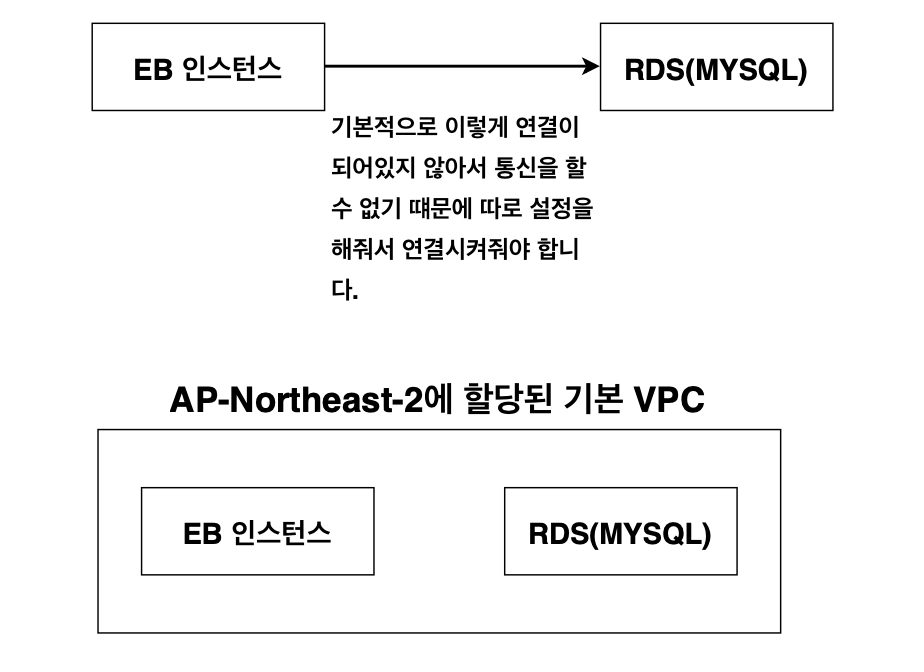 EB 인스턴스
RDS(MYSQL)
기본적으로 이렇게 연결이
되어있지 않아서 통신을 할
수 없기 떄문에 따로 설정을
해줘서 연결시켜줘야 합니
다.
AP-Northeast-2에 할당된 기본 VPC
EB 인스턴스
RDS(MYSQL)